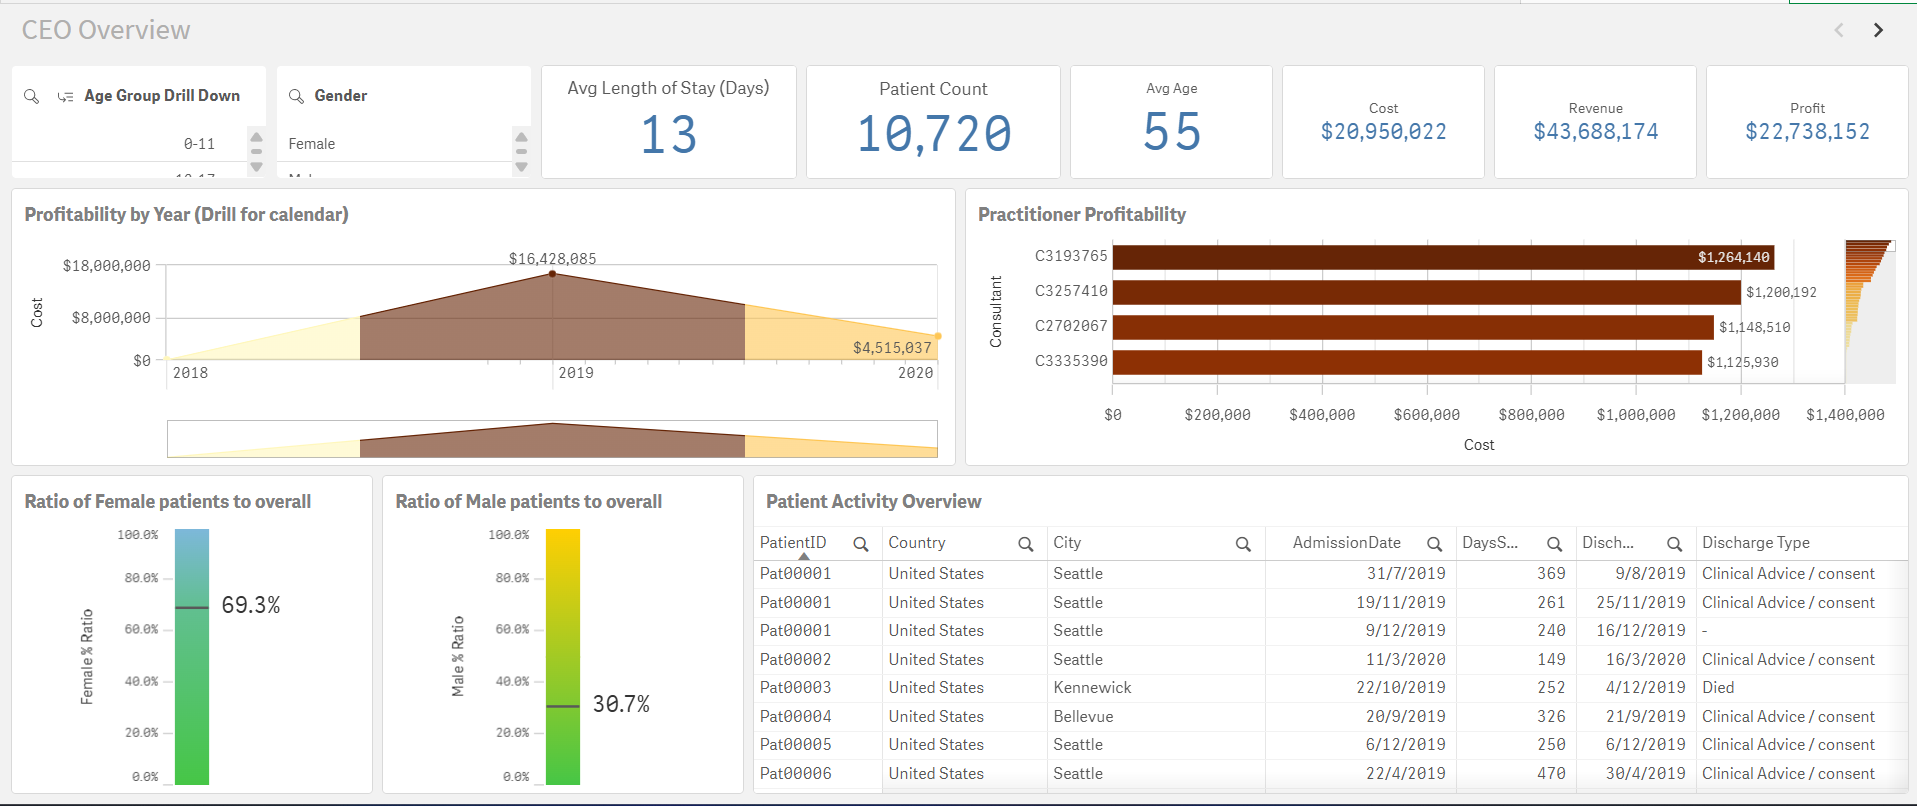 CEO Overview
Age Group Drill Down
0-11
Gender
Female
Avg Length of Stay (Days)
13
Patient Count
10,720
Avg Age
55
Cost
$20,950,022
Revenue
$43,688,174
Profit
$22,738,152
Profitability by Year (Drill for calendar)
Cost
$18,000,000
$8,000,000
$0
$16,428,085
$4,515,037
2018
2019
2020
Practitioner Profitability
Consultant
C3193765
$1,264,140
C3257410
$1,200,192
C2702067
$1,148,510
C3335390
$1,125,930
$0 $200,000 $400,000 $600,000 $800,000 $1,000,000 $1,200,000 $1,400,000
Cost
Ratio of Female patients to overall
Female % Ratio
100.0%
80.0%
60.0%
40.0%
20.0%
0.0%
69.3%
Ratio of Male patients to overall
Male % Ratio
100.0%
80.0%
60.0%
40.0%
20.0%
0.0%
30.7%
Patient Activity Overview
PatientID Country City AdmissionDate DaysS... Disch... Discharge Type
Pat00001 United States Seattle 31/7/2019 369 9/8/2019 Clinical Advice / consent
Pat00001 United States Seattle 19/11/2019 261 25/11/2019 Clinical Advice / consent
Pat00001 United States Seattle 9/12/2019 240 16/12/2019 -
Pat00002 United States Seattle 11/3/2020 149 16/3/2020 Clinical Advice / consent
Pat00003 United States Kennewick 22/10/2019 252 4/12/2019 Died
Pat00004 United States Bellevue 20/9/2019 326 21/9/2019 Clinical Advice / consent
Pat00005 United States Seattle 6/12/2019 250 6/12/2019 Clinical Advice / consent
Pat00006 United States Seattle 22/4/2019 470 30/4/2019 Clinical Advice / consent